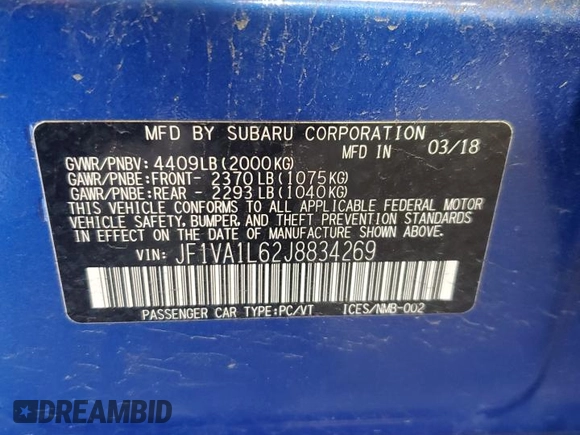 MFD BY SUBARU CORPORATION
MFD IN 03/18
GVWR/PNBV: 4409LB(2000KG)
GAWR/PNBE:FRONT- 2370LB(1075KG)
GAWR/PNBE:REAR - 2293LB(1040KG)
THIS VEHICLE CONFORMS TO ALL APPLICABLE FEDERAL MOTOR
VEHICLE SAFETY, BUMPER, AND THEFT PREVENTION STANDARDS
IN EFFECT ON THE DATE OF MANUFACTURE SHOWN ABOVE.
VIN: JF1VA1L62J8834269
PASSENGER CAR TYPE:PC/VT ICES/NMB-002
DREAMBID